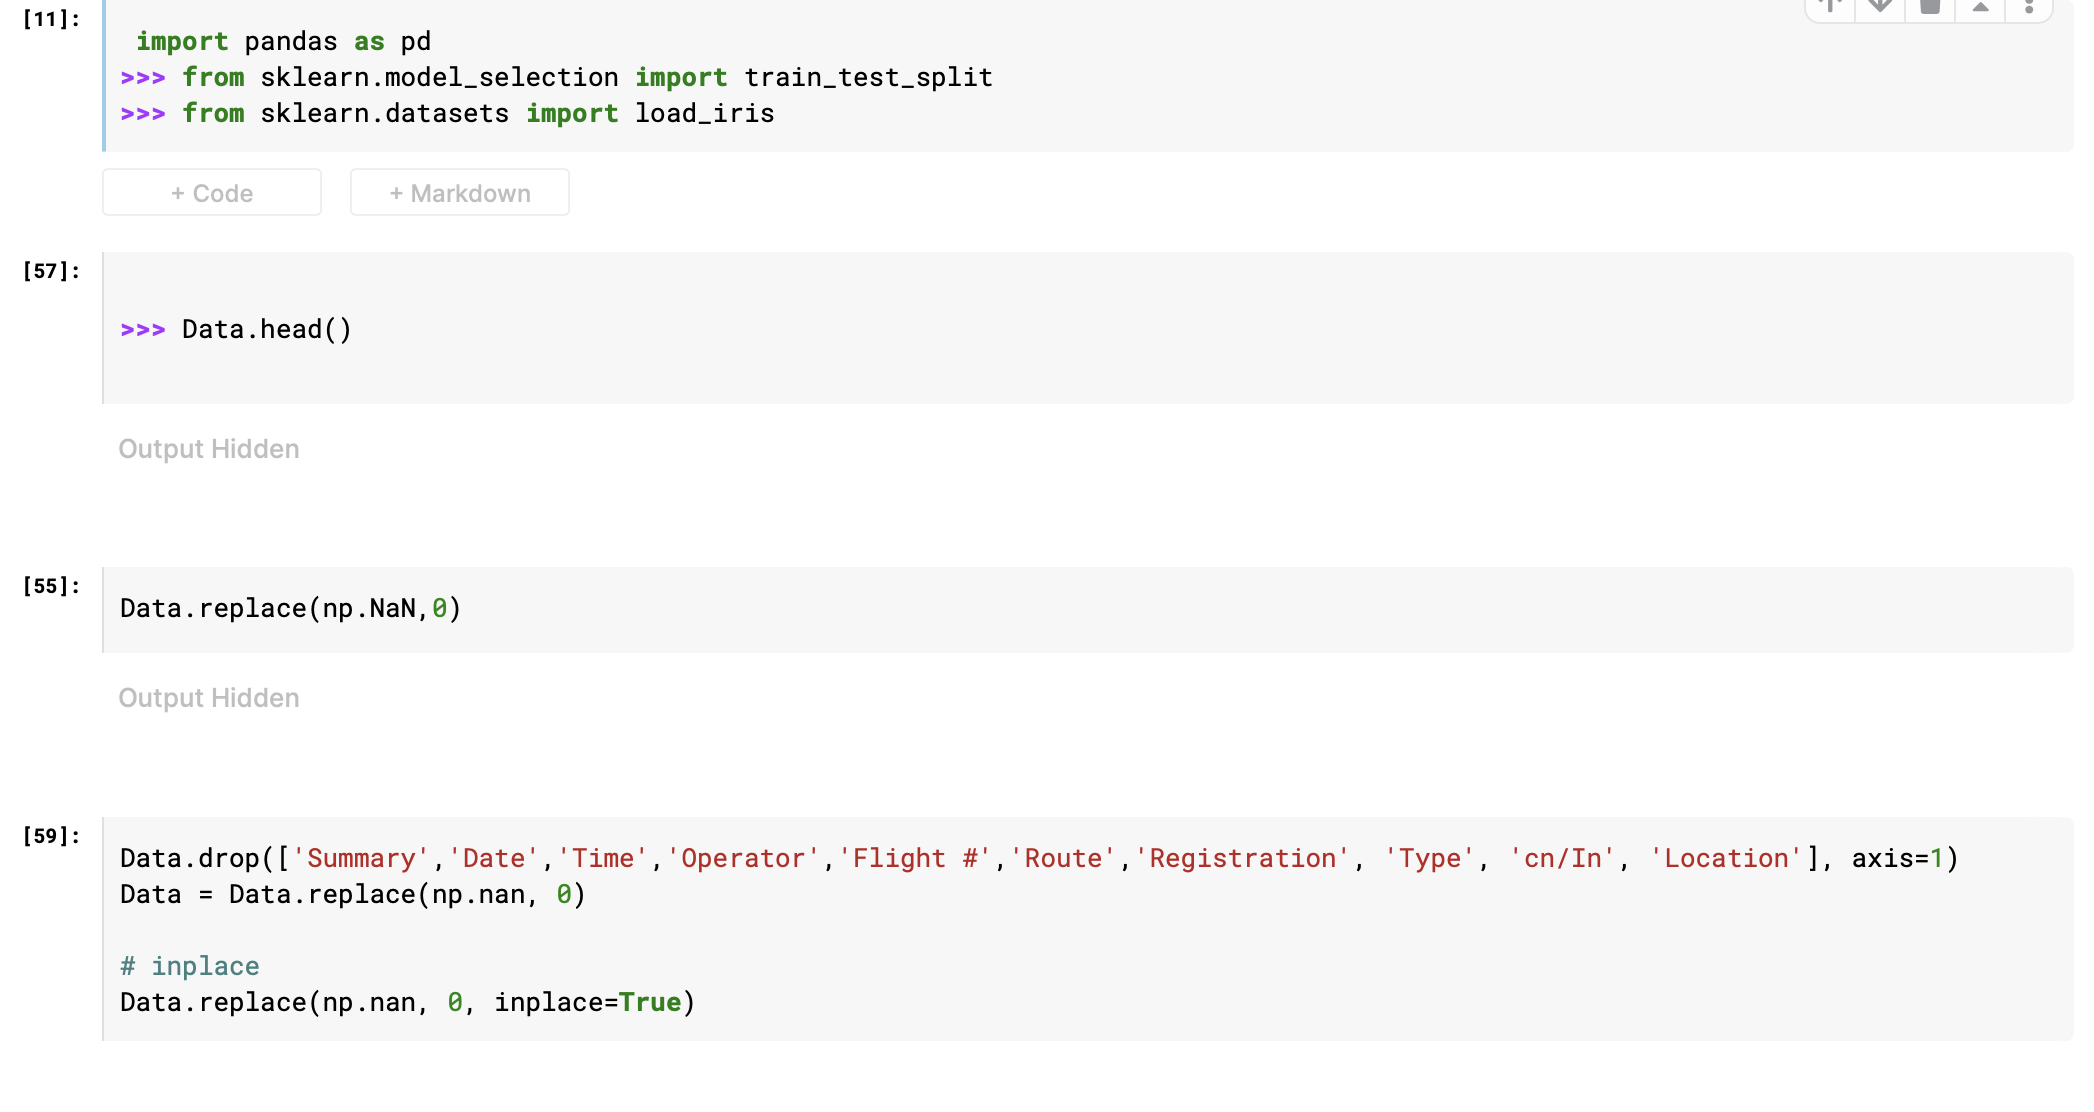 [11]:
import pandas as pd
>>> from sklearn.model_selection import train_test_split
>>> from sklearn.datasets import load_iris
+ Code
+ Markdown
[57]:
>>> Data.head()
Output Hidden
[55]:
Data.replace(np.NaN,0)
Output Hidden
[59]:
Data.drop(['Summary','Date','Time','Operator','Flight #','Route','Registration', 'Type', 'cn/In', 'Location'], axis=1)
Data = Data.replace(np.nan, 0)
# inplace
Data.replace(np.nan, 0, inplace=True)